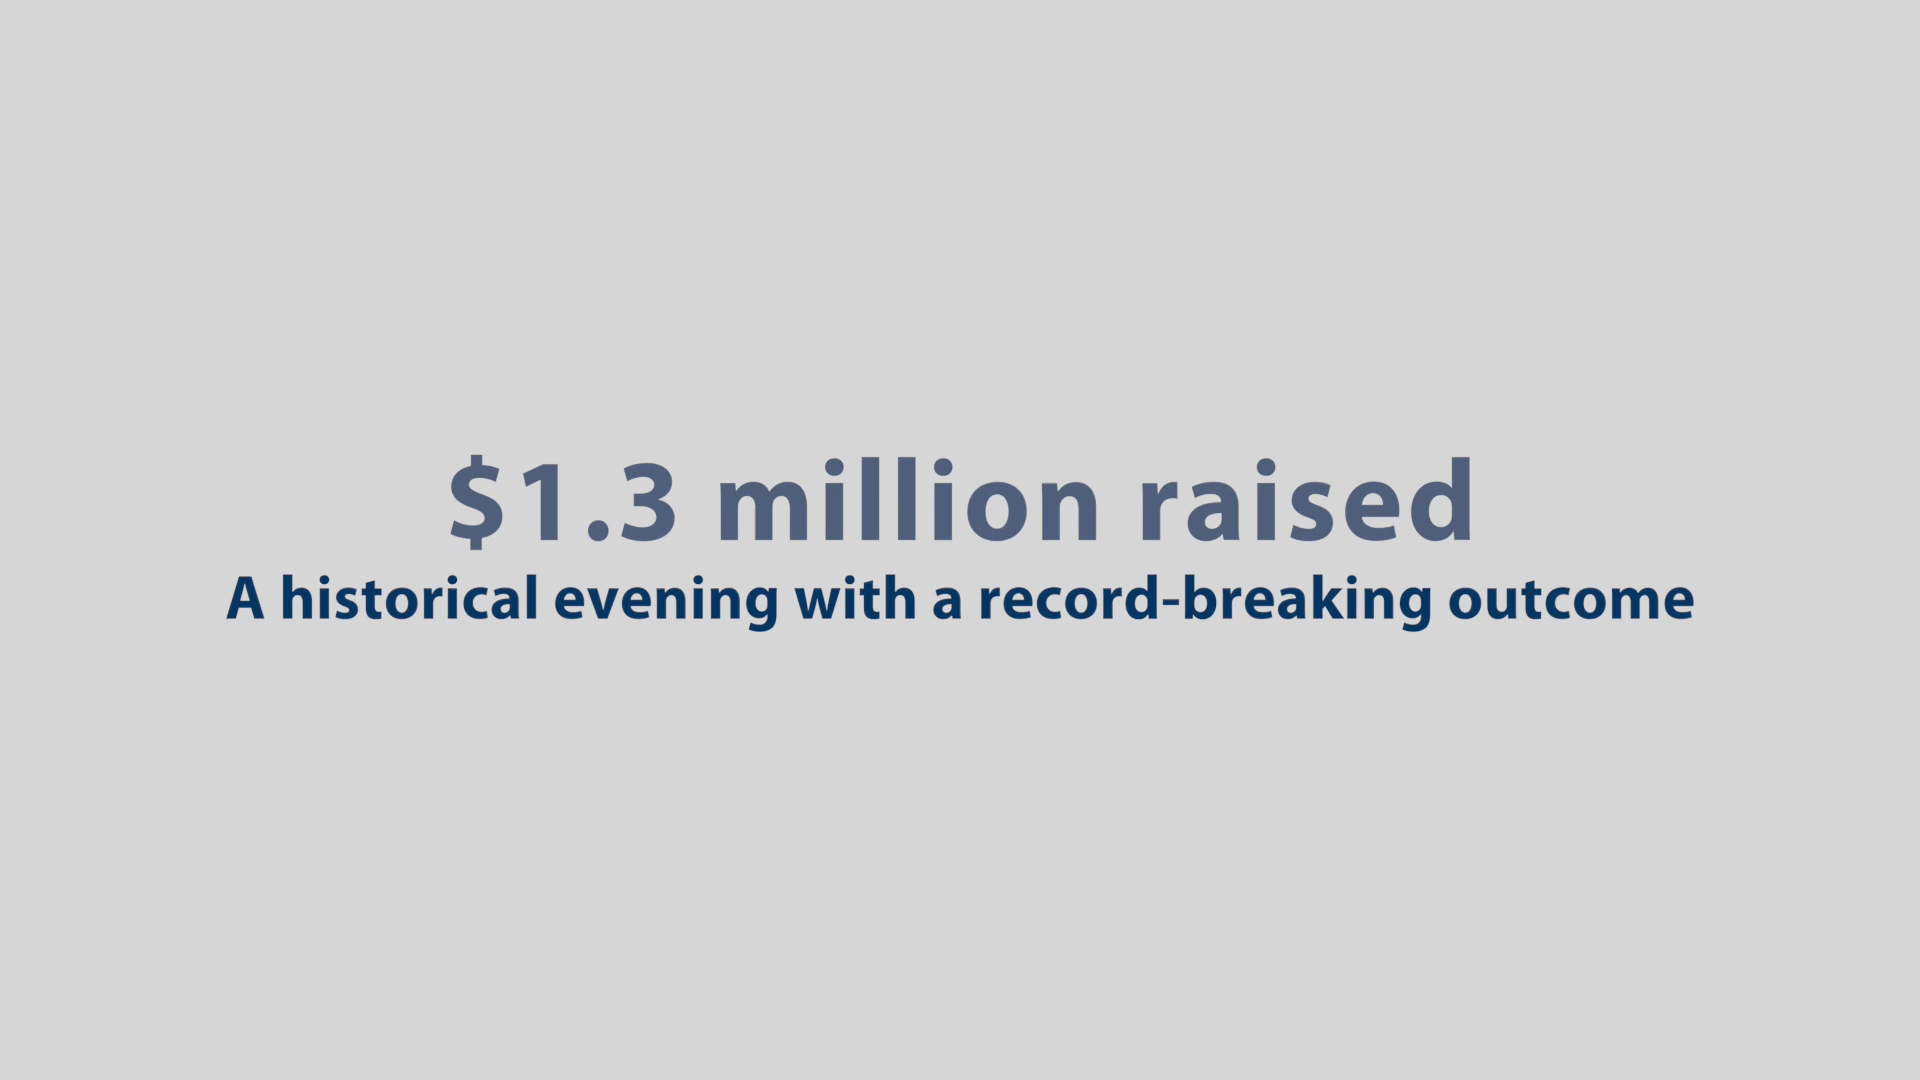 $1.3 million raised
A historical evening with a record-breaking outcome